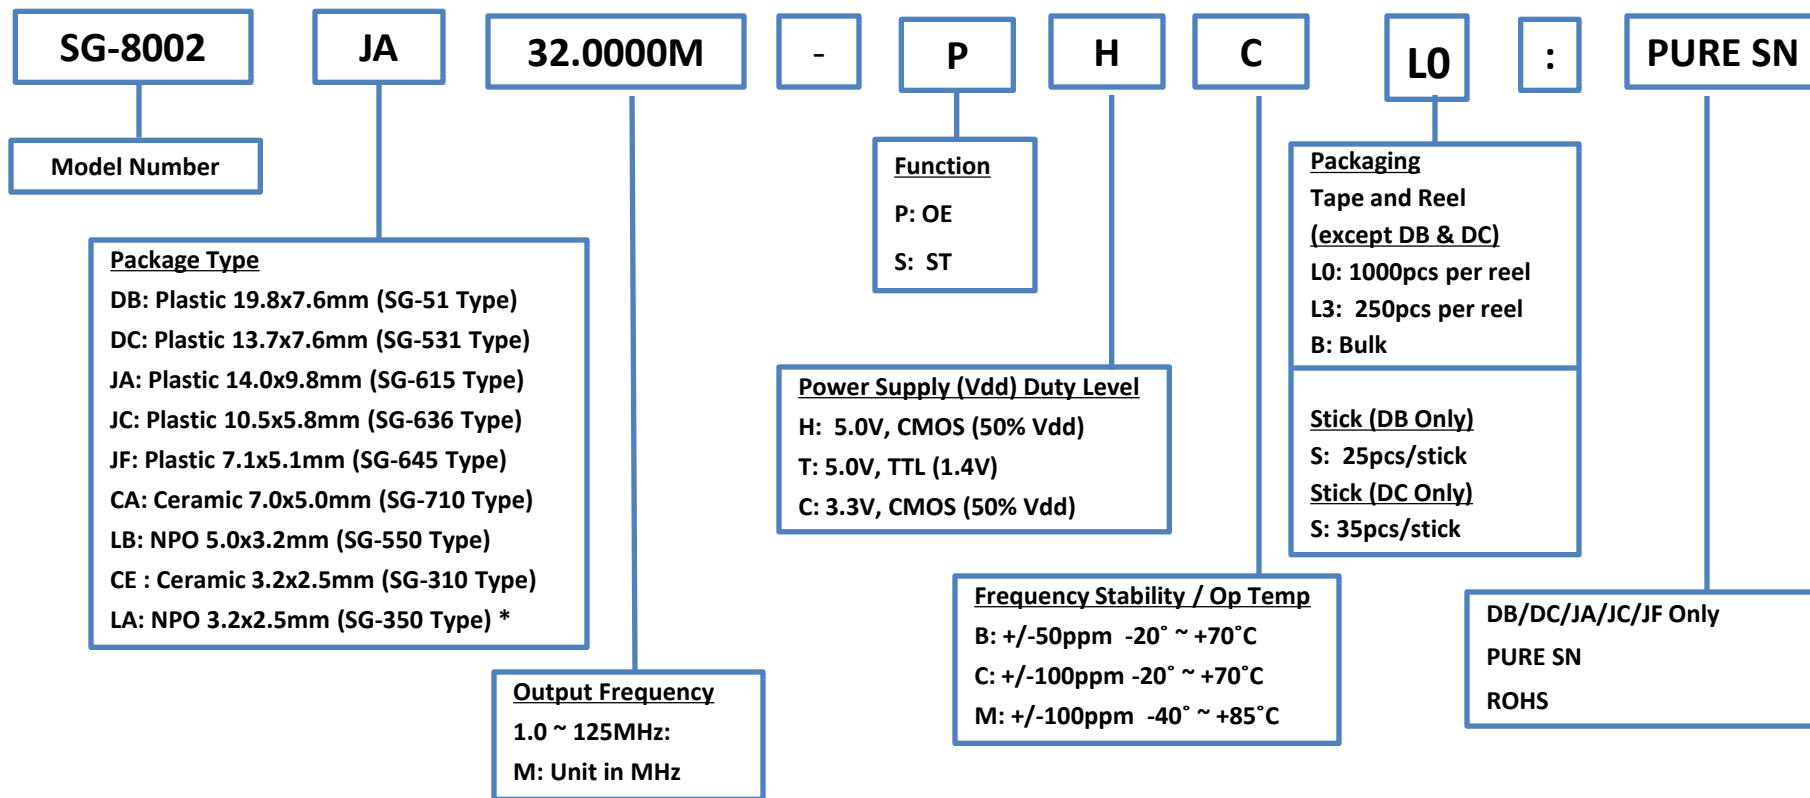 SG-8002 JA 32.0000M - P H C L0 : PURE SN
Model Number
Package Type
DB: Plastic 19.8x7.6mm (SG-51 Type)
DC: Plastic 13.7x7.6mm (SG-531 Type)
JA: Plastic 14.0x9.8mm (SG-615 Type)
JC: Plastic 10.5x5.8mm (SG-636 Type)
JF: Plastic 7.1x5.1mm (SG-645 Type)
CA: Ceramic 7.0x5.0mm (SG-710 Type)
LB: NPO 5.0x3.2mm (SG-550 Type)
CE : Ceramic 3.2x2.5mm (SG-310 Type)
LA: NPO 3.2x2.5mm (SG-350 Type) *
Output Frequency
1.0 ~ 125MHz:
M: Unit in MHz
Function
P: OE
S: ST
Power Supply (Vdd) Duty Level
H: 5.0V, CMOS (50% Vdd)
T: 5.0V, TTL (1.4V)
C: 3.3V, CMOS (50% Vdd)
Frequency Stability / Op Temp
B: +/-50ppm -20˚ ~ +70˚C
C: +/-100ppm -20˚ ~ +70˚C
M: +/-100ppm -40˚ ~ +85˚C
Packaging
Tape and Reel
(except DB & DC)
L0: 1000pcs per reel
L3: 250pcs per reel
B: Bulk
Stick (DB Only)
S: 25pcs/stick
Stick (DC Only)
S: 35pcs/stick
DB/DC/JA/JC/JF Only
PURE SN
ROHS